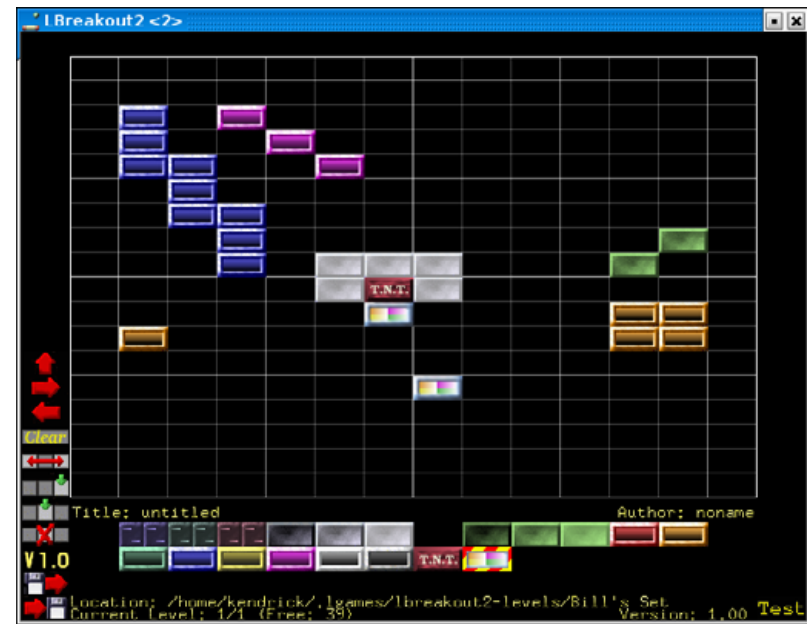 LBreakout2 <2>
T.N.T.
Clear
Title: untitled
Author: noname
V1.0
T.N.T.
Location: /home/kendrick/.lgames/lbreakout2-levels/Bill's Set
Current Level: 1/1 (Free: 39)
Version: 1.00
Test